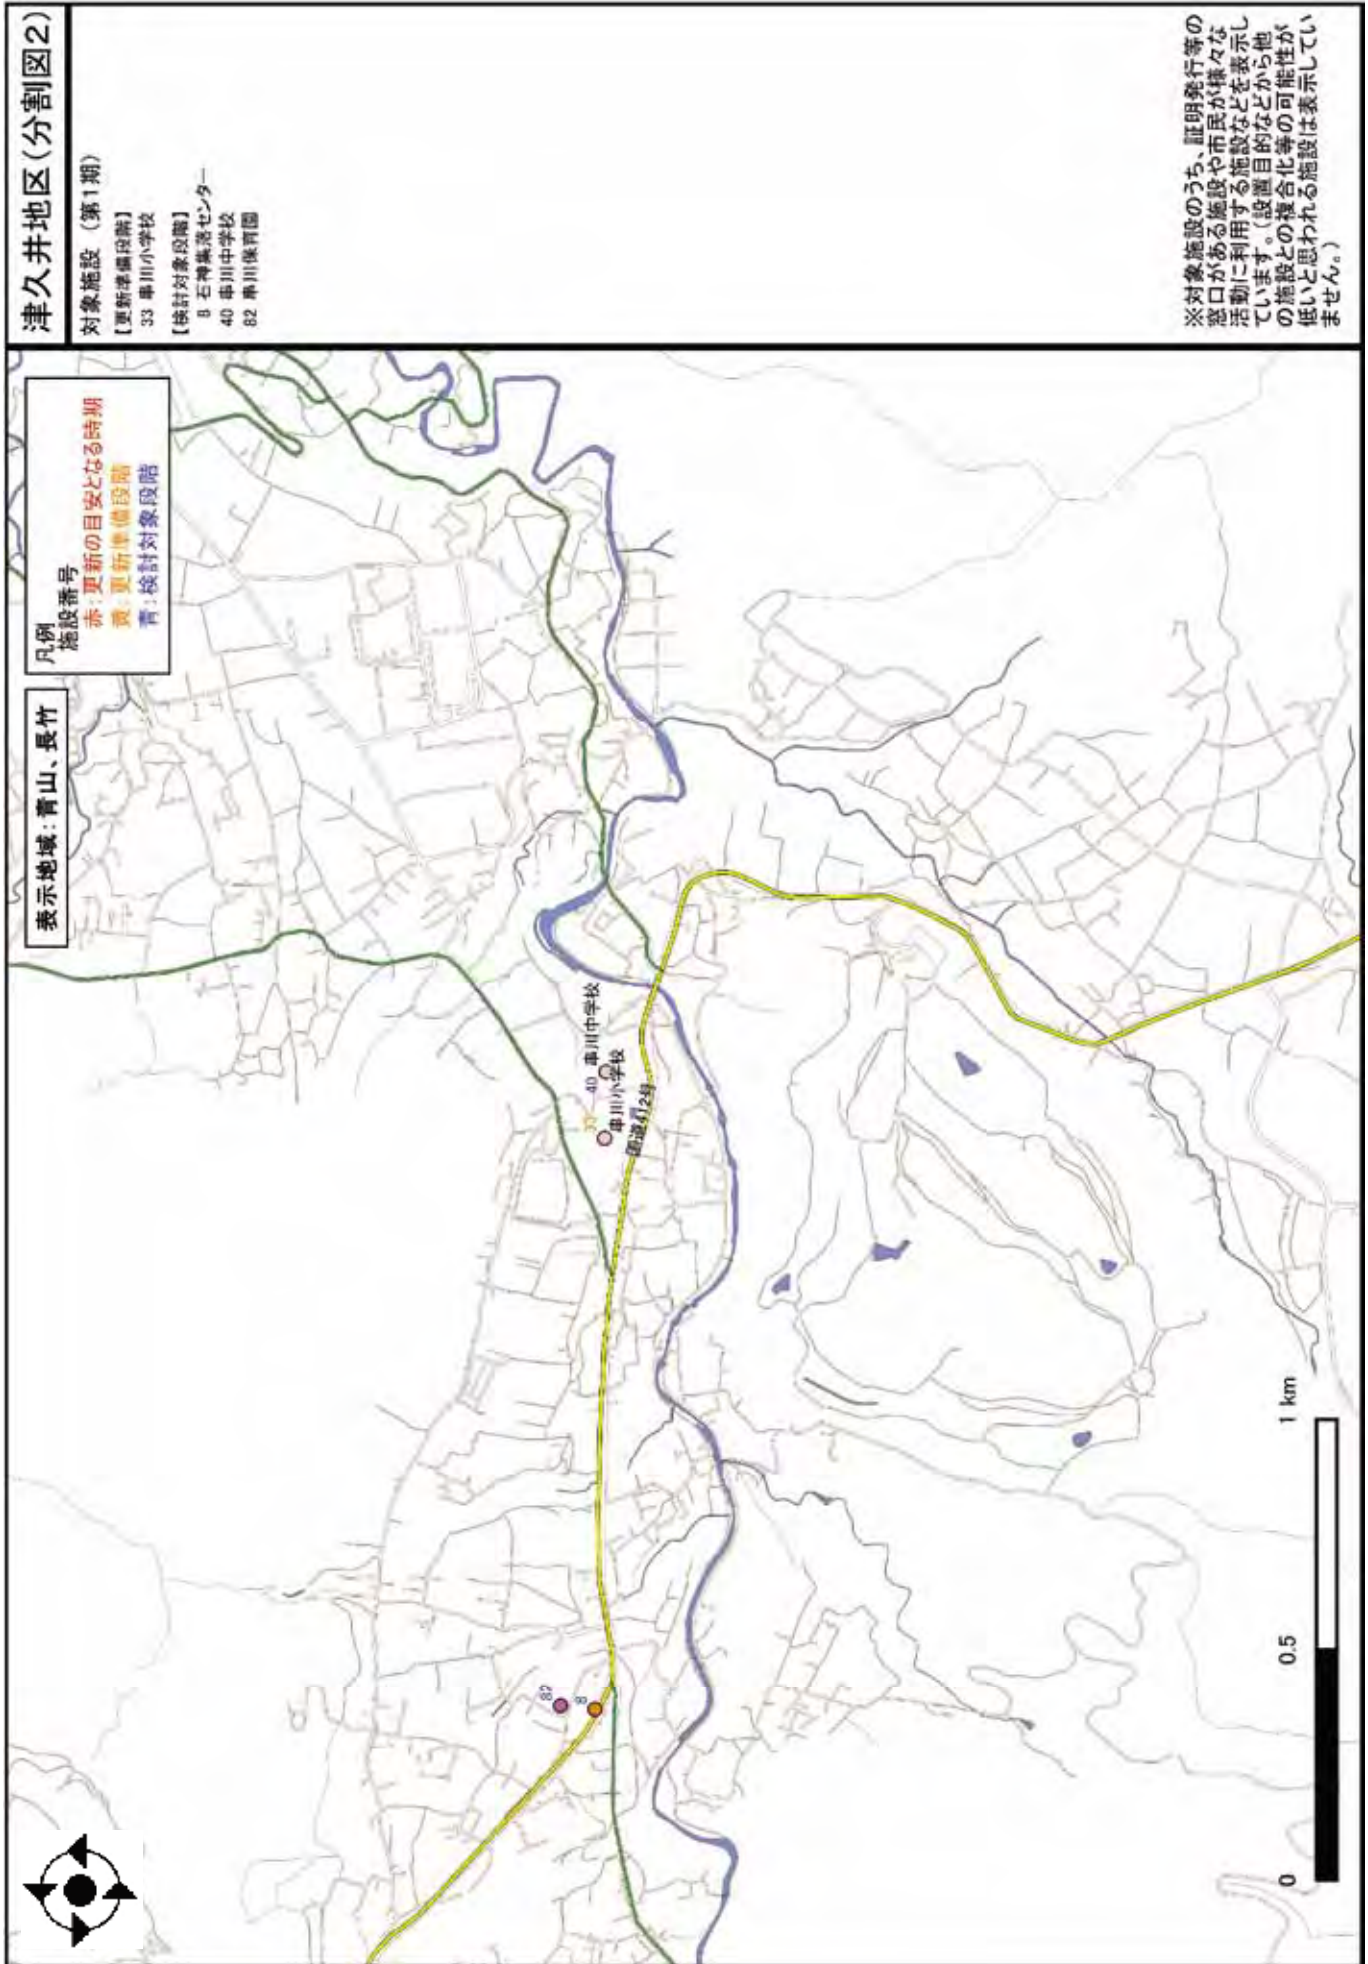 津久井地区(分割図2)
対象施設（第1期）
【更新準備段階】
33 串川小学校
【検討対象段階】
8 石神集落センター
40 串川中学校
82 串川保育園
※対象施設のうち、証明発行等の
窓口がある施設や市民が様々な
活動に利用する施設などを表示し
ています。（設置目的などから他
の施設との複合化等の可能性が
低いと思われる施設は表示してい
ません。）
表示地域：青山、長竹
凡例
施設番号
赤：更新の目安となる時期
黄：更新準備段階
青：検討対象段階
82
8
33
40
串川中学校
串川小学校
国道412号
0
0.5
1 km